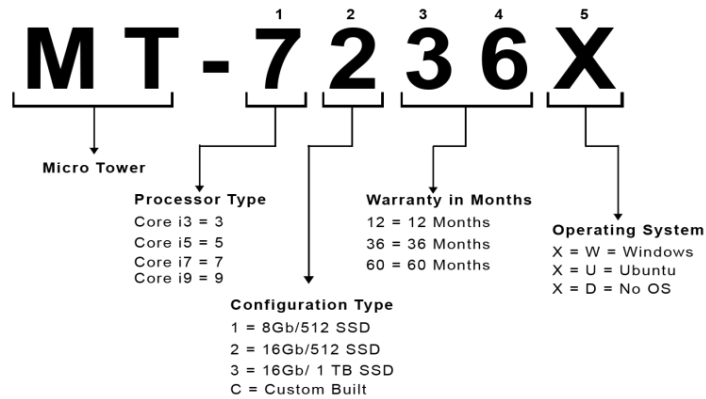 1 2 3 4 5
MT-7236X
Micro Tower
Processor Type
Core i3 = 3
Core i5 = 5
Core i7 = 7
Core i9 = 9
Configuration Type
1 = 8Gb/512 SSD
2 = 16Gb/512 SSD
3 = 16Gb/ 1 TB SSD
C = Custom Built
Warranty in Months
12 = 12 Months
36 = 36 Months
60 = 60 Months
Operating System
X = W = Windows
X = U = Ubuntu
X = D = No OS